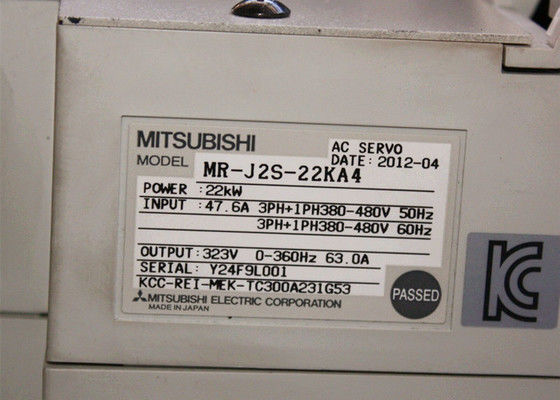 MITSUBISHI
AC SERVO
DATE: 2012-04
MODEL MR-J2S-22KA4
POWER :22kW
INPUT :47.6A 3PH+1PH380-480V 50Hz
3PH+1PH380-480V 60Hz
OUTPUT:323V 0-360Hz 63.0A
SERIAL: Y24F9L001
KCC-REI-MEK-TC300A231G53
MITSUBISHI ELECTRIC CORPORATION
MADE IN JAPAN
PASSED
KC